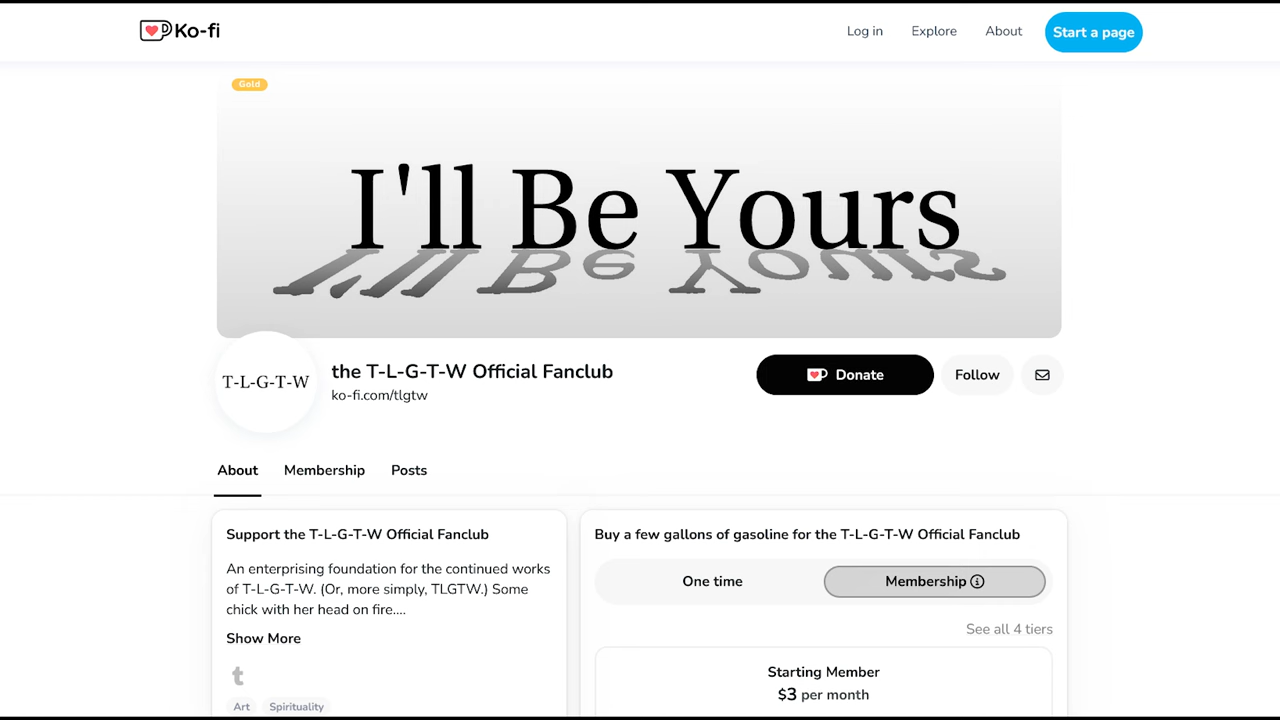 Ko-fi
Log in
Explore
About
Start a page
Gold
I'll Be Yours
I'll Be Yours
T-L-G-T-W
the T-L-G-T-W Official Fanclub
ko-fi.com/tlgtw
Donate
Follow
About
Membership
Posts
Support the T-L-G-T-W Official Fanclub
An enterprising foundation for the continued works
of T-L-G-T-W. (Or, more simply, TLGTW.) Some
chick with her head on fire....
Show More
t
Art
Spirituality
Buy a few gallons of gasoline for the T-L-G-T-W Official Fanclub
One time
Membership
See all 4 tiers
Starting Member
$3 per month